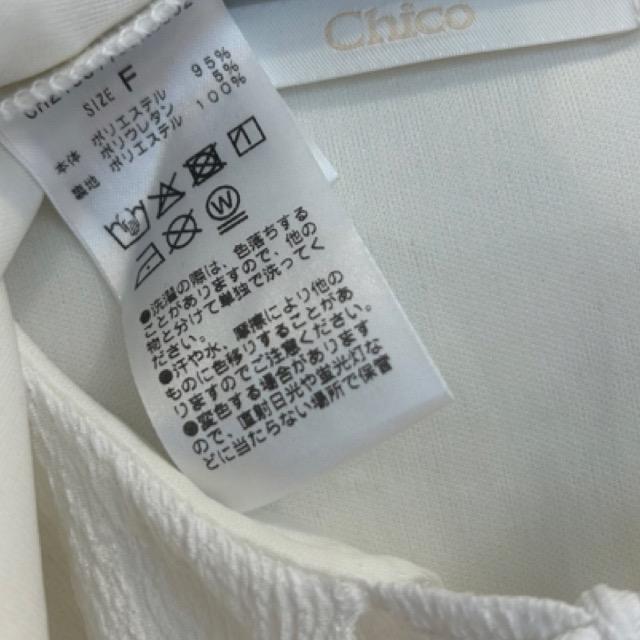 Chico
SIZE F
本体 ポリエステル 95%
ポリウレタン 5%
裏地 ポリエステル 100%
W
●洗濯の際は、色落ちする
ことがありますので、他の
物と分けて単独で洗ってく
ださい。
●汗や水、摩擦により他の
ものに色移りすることがあ
りますのでご注意ください。
●変色する場合があります
ので、直射日光や蛍光灯な
どに当たらない場所で保管